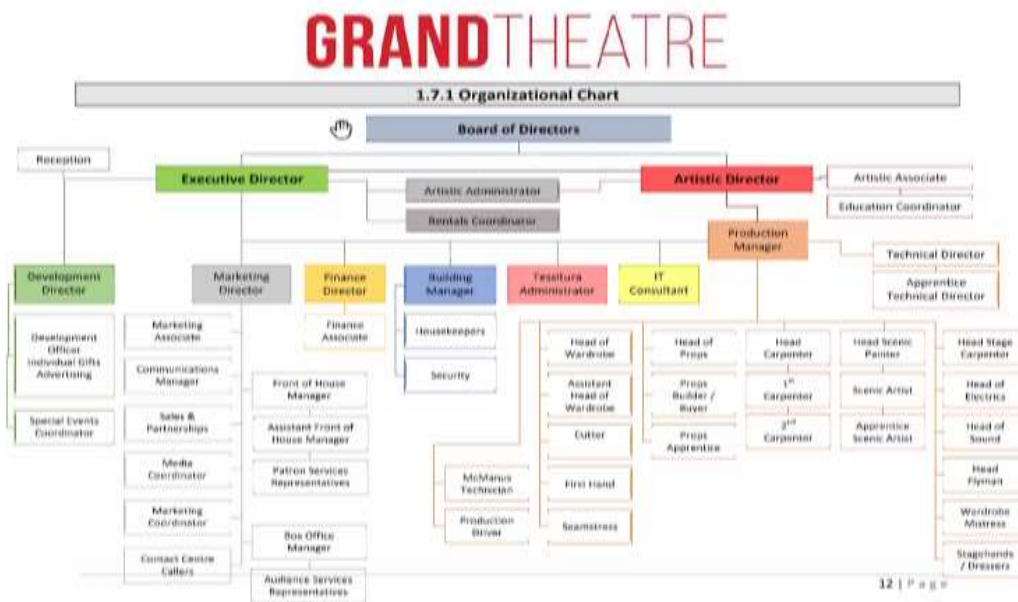 GRANDTHEATRE
1.7.1 Organizational Chart
Board of Directors
Reception
Executive Director
Artistic Director
Artistic Administrator
Rentals Coordinator
Artistic Associate
Education Coordinator
Production
Manager
Technical Director
Apprentice
Technical Director
Development
Director
Marketing
Director
Finance
Director
Building
Manager
Tessitura
Administrator
IT
Consultant
Development
Officer
Individual Gifts
Advertising
Special Events
Coordinator
Marketing
Associate
Communications
Manager
Sales &
Partnerships
Media
Coordinator
Marketing
Coordinator
Contact Centre
Callers
Front of House
Manager
Assistant Front of
House Manager
Patron Services
Representatives
Box Office
Manager
Audience Services
Representatives
Finance
Associate
Housekeepers
Security
McManus
Technician
Production
Driver
Head of
Wardrobe
Assistant
Head of
Wardrobe
Cutter
First Hand
Seamstress
Head of
Props
Props
Builder /
Buyer
Props
Apprentice
Head
Carpenter
1st
Carpenter
2nd
Carpenter
Head Scenic
Painter
Scenic Artist
Apprentice
Scenic Artist
Head Stage
Carpenter
Head of
Electrics
Head of
Sound
Head
Flyman
Wardrobe
Mistress
Stagehands
/ Dressers
12 | Page